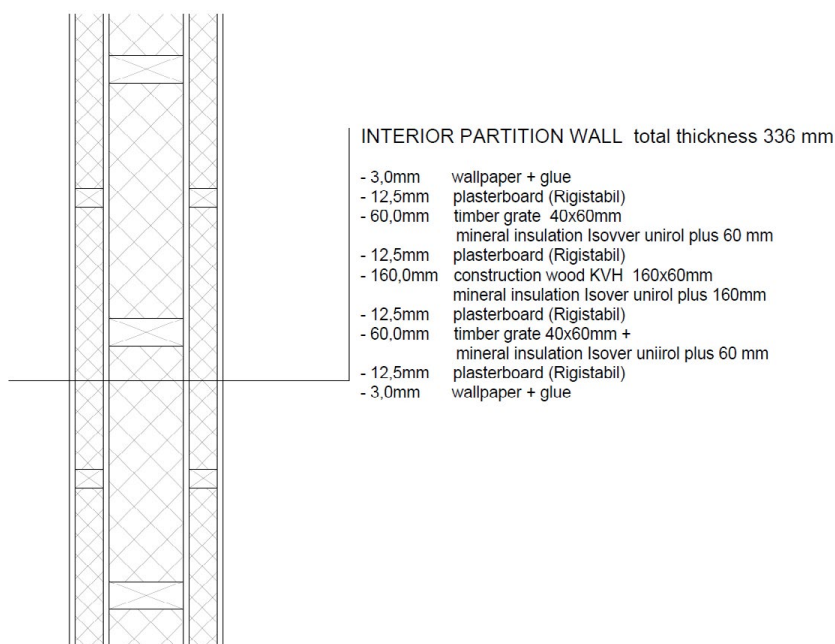 INTERIOR PARTITION WALL total thickness 336 mm
- 3,0mm wallpaper + glue
- 12,5mm plasterboard (Rigistabil)
- 60,0mm timber grate 40x60mm
mineral insulation Isovver unirol plus 60 mm
- 12,5mm plasterboard (Rigistabil)
- 160,0mm construction wood KVH 160x60mm
mineral insulation Isover unirol plus 160mm
- 12,5mm plasterboard (Rigistabil)
- 60,0mm timber grate 40x60mm +
mineral insulation Isover uniirol plus 60 mm
- 12,5mm plasterboard (Rigistabil)
- 3,0mm wallpaper + glue